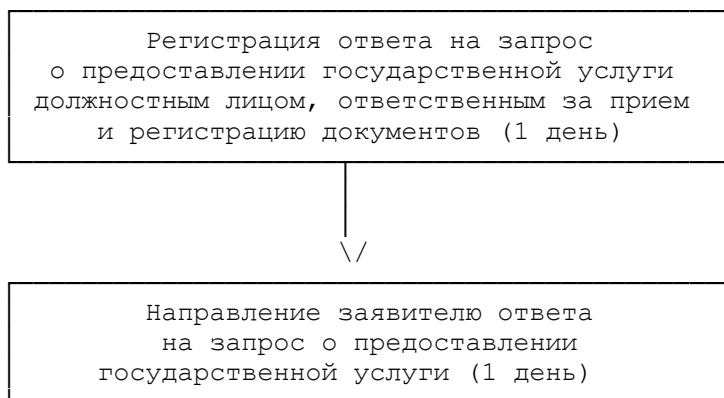 Регистрация ответа на запрос
о предоставлении государственной услуги
должностным лицом, ответственным за прием
и регистрацию документов (1 день)
\/
Направление заявителю ответа
на запрос о предоставлении
государственной услуги (1 день)